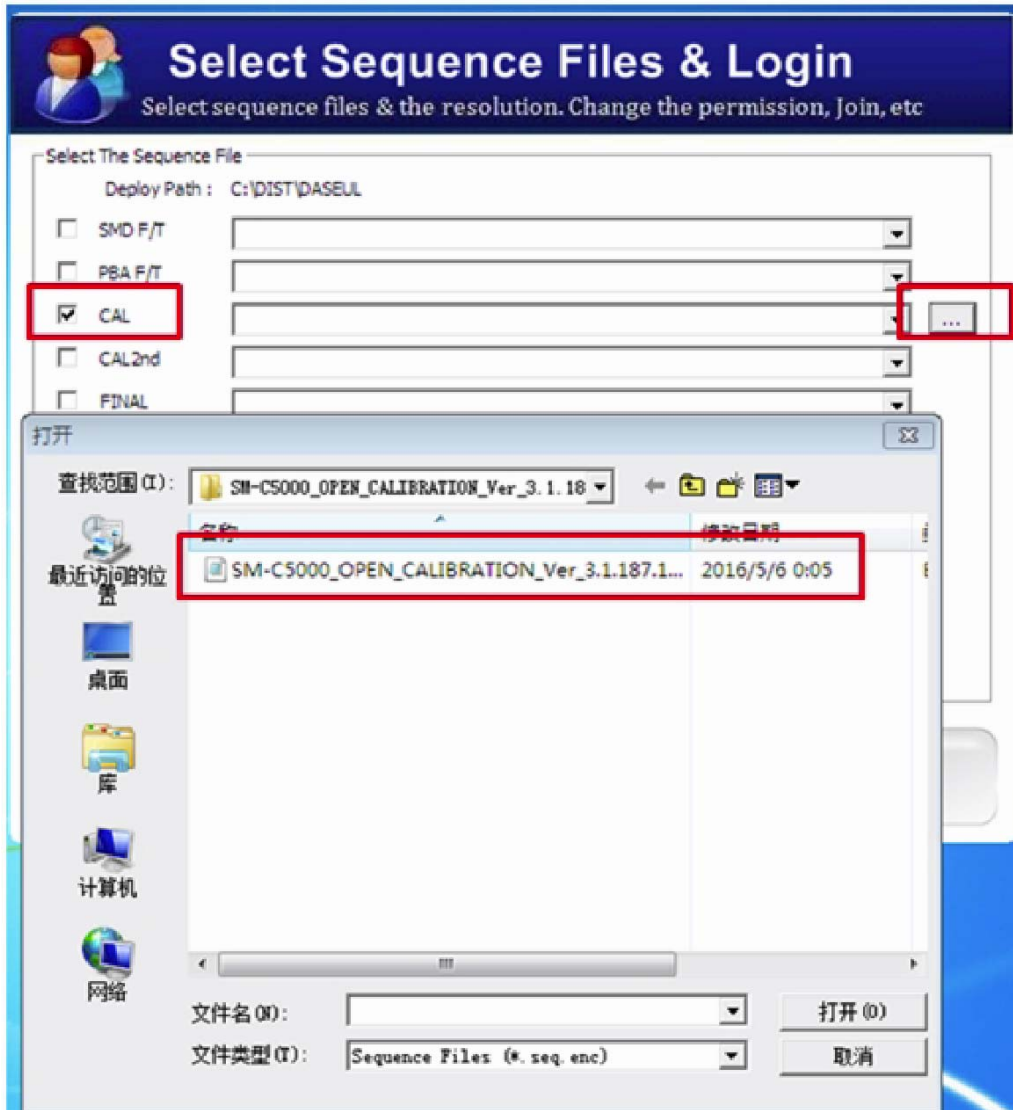 Select Sequence Files & Login
Select sequence files & the resolution. Change the permission, Join, etc
Select The Sequence File
Deploy Path : C:\DIST\DASEUL
SMD F/T
PBA F/T
CAL
...
CAL2nd
FINAL
打开
查找范围(I):
SM-C5000_OPEN_CALIBRATION_Ver_3.1.18
名称
修改日期
SM-C5000_OPEN_CALIBRATION_Ver_3.1.187.1... 2016/5/6 0:05
最近访问的位
置
桌面
库
计算机
网络
文件名(N):
打开(O)
文件类型(T):
Sequence Files (*.seq.enc)
取消